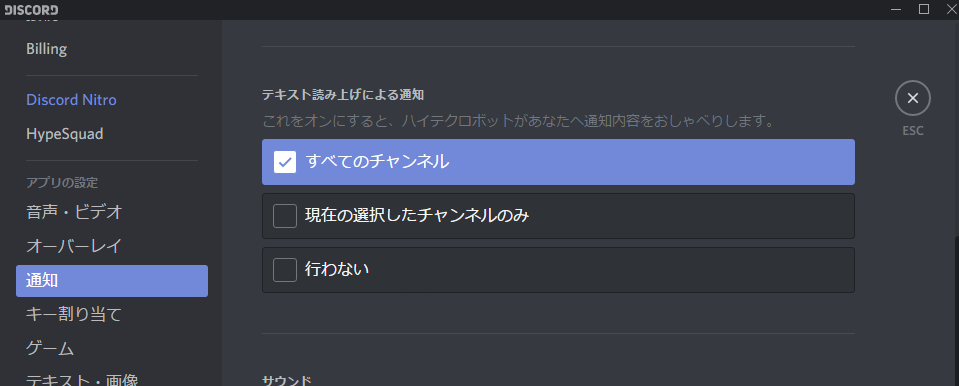 DISCORD
Billing
Discord Nitro
HypeSquad
アプリの設定
音声・ビデオ
オーバーレイ
通知
キー割り当て
ゲーム
テキスト・画像
テキスト読み上げによる通知
これをオンにすると、ハイテクロボットがあなたへ通知内容をおしゃべりします。
すべてのチャンネル
現在の選択したチャンネルのみ
行わない
サウンド
ESC